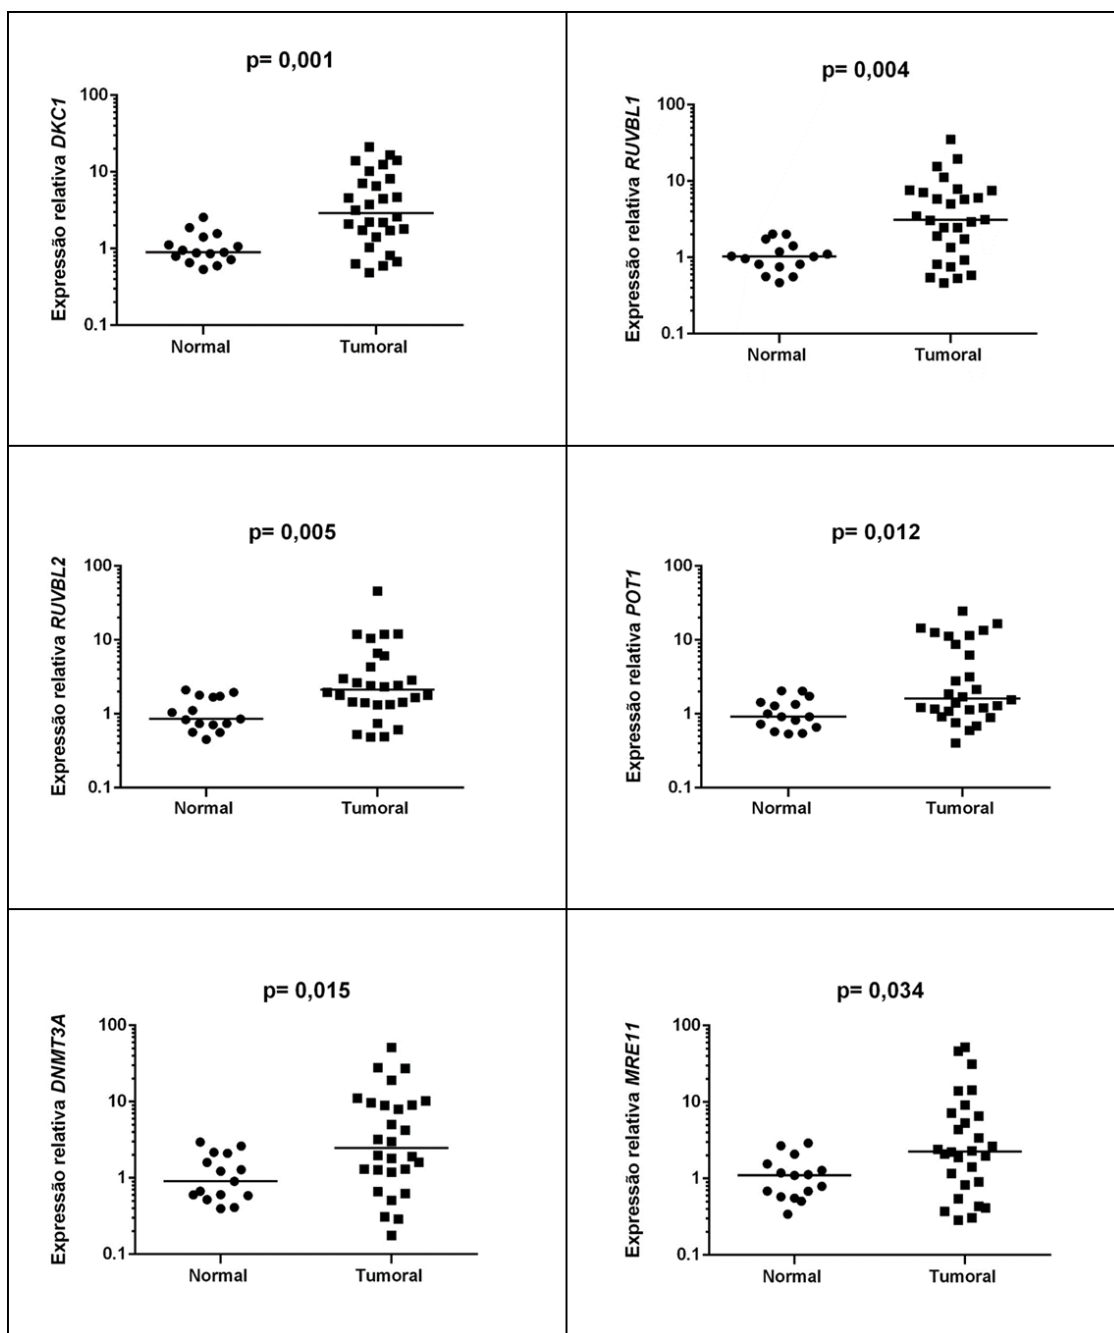 p= 0,001
Expressão relativa DKC1
100
10
1
0.1
Normal Tumoral
p= 0,004
Expressão relativa RUVBL1
100
10
1
0.1
Normal Tumoral
p= 0,005
Expressão relativa RUVBL2
100
10
1
0.1
Normal Tumoral
p= 0,012
Expressão relativa POT1
100
10
1
0.1
Normal Tumoral
p= 0,015
Expressão relativa DNMT3A
100
10
1
0.1
Normal Tumoral
p= 0,034
Expressão relativa MRE11
100
10
1
0.1
Normal Tumoral